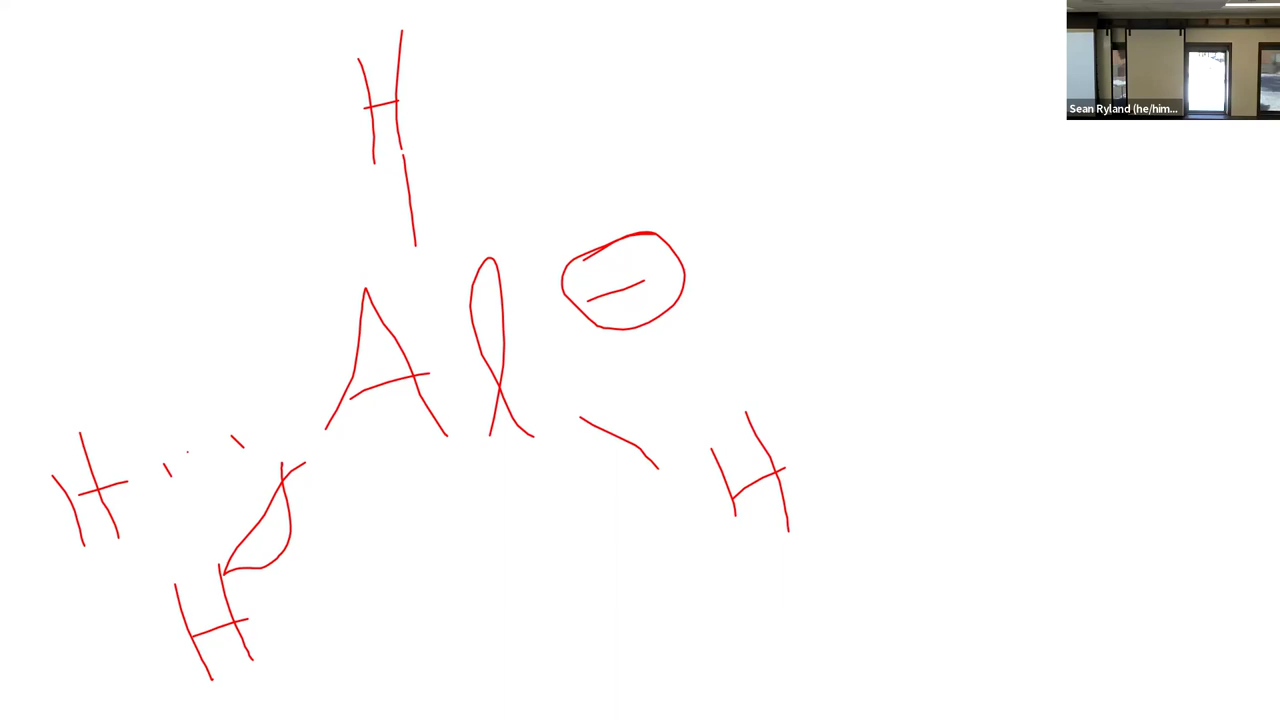 H
Al −
H H
H
Sean Ryland (he/him...